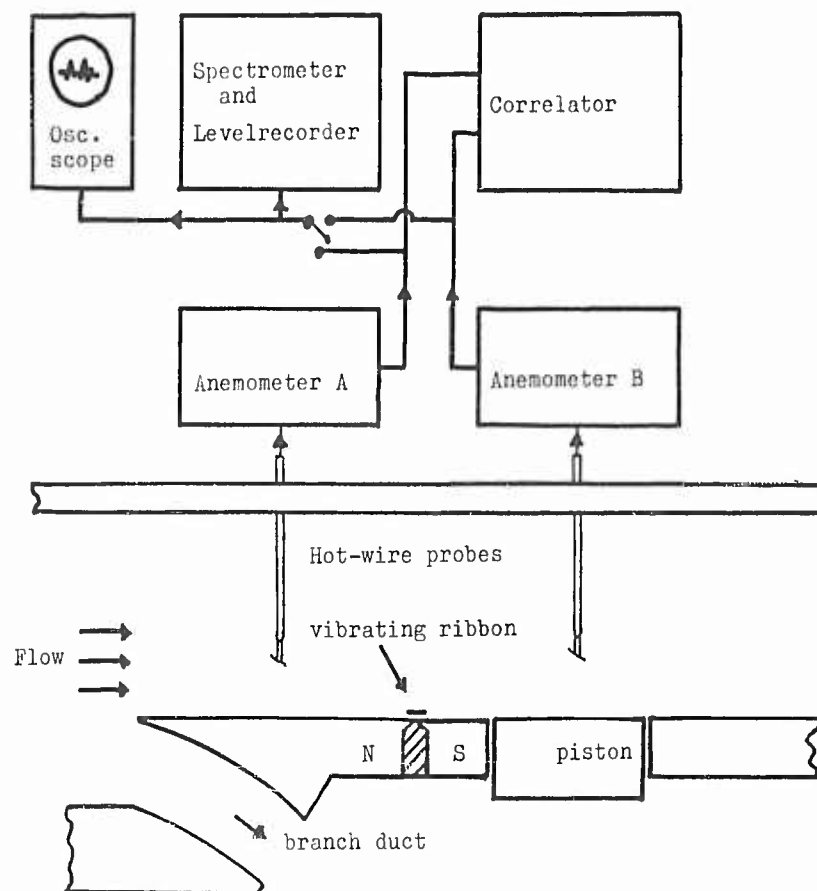 Osc.
scope
Spectrometer
and
Levelrecorder
Correlator
Anemometer A
Anemometer B
Hot-wire probes
vibrating ribbon
Flow
N
S
piston
branch duct